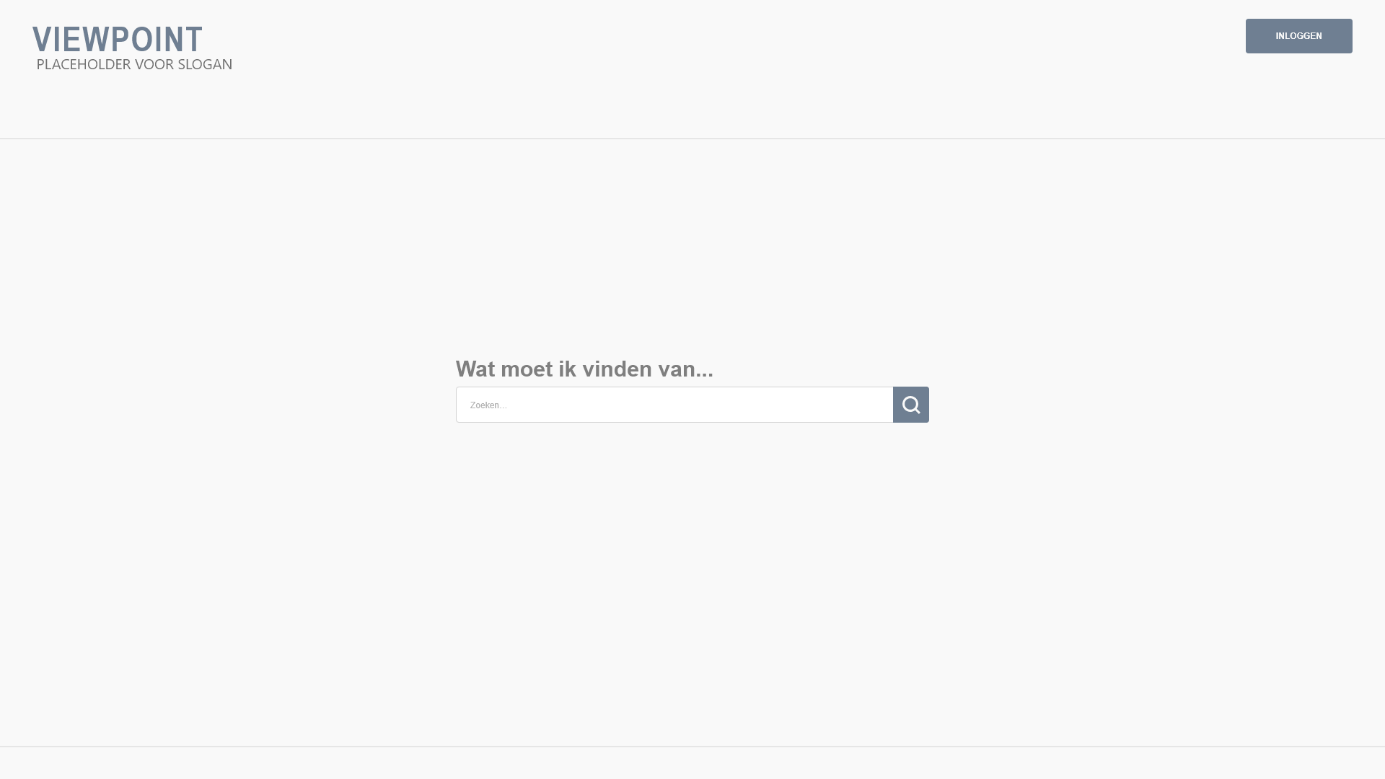 VIEWPOINT
PLACEHOLDER VOOR SLOGAN
INLOGGEN
Wat moet ik vinden van...
Zoeken...